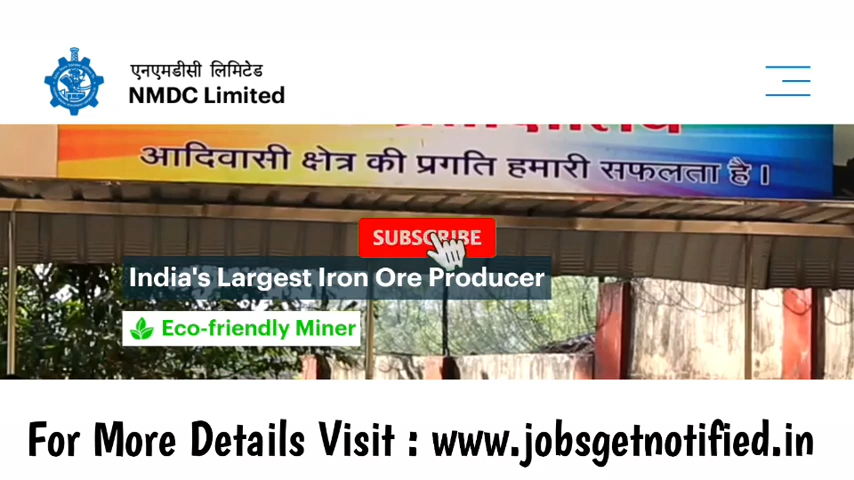 एनएमडीसी लिमिटेड
NMDC Limited
आदिवासी क्षेत्र की प्रगति हमारी सफलता है।
SUBSCRIBE
India's Largest Iron Ore Producer
Eco-friendly Miner
For More Details Visit : www.jobsgetnotified.in